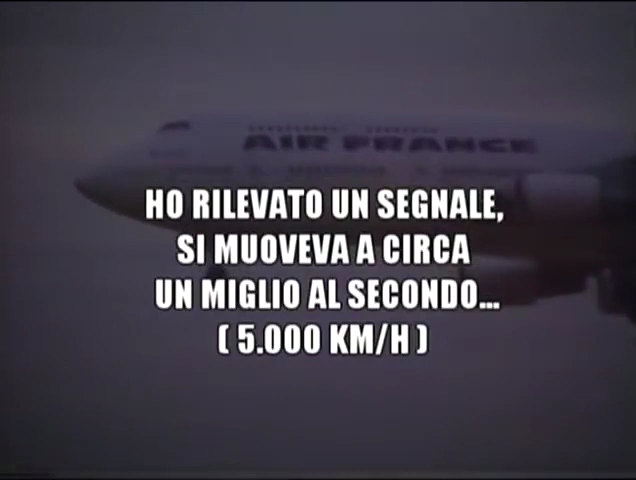 AIR FRANCE
HO RILEVATO UN SEGNALE,
SI MUOVEVA A CIRCA
UN MIGLIO AL SECONDO...
( 5.000 KM/H )